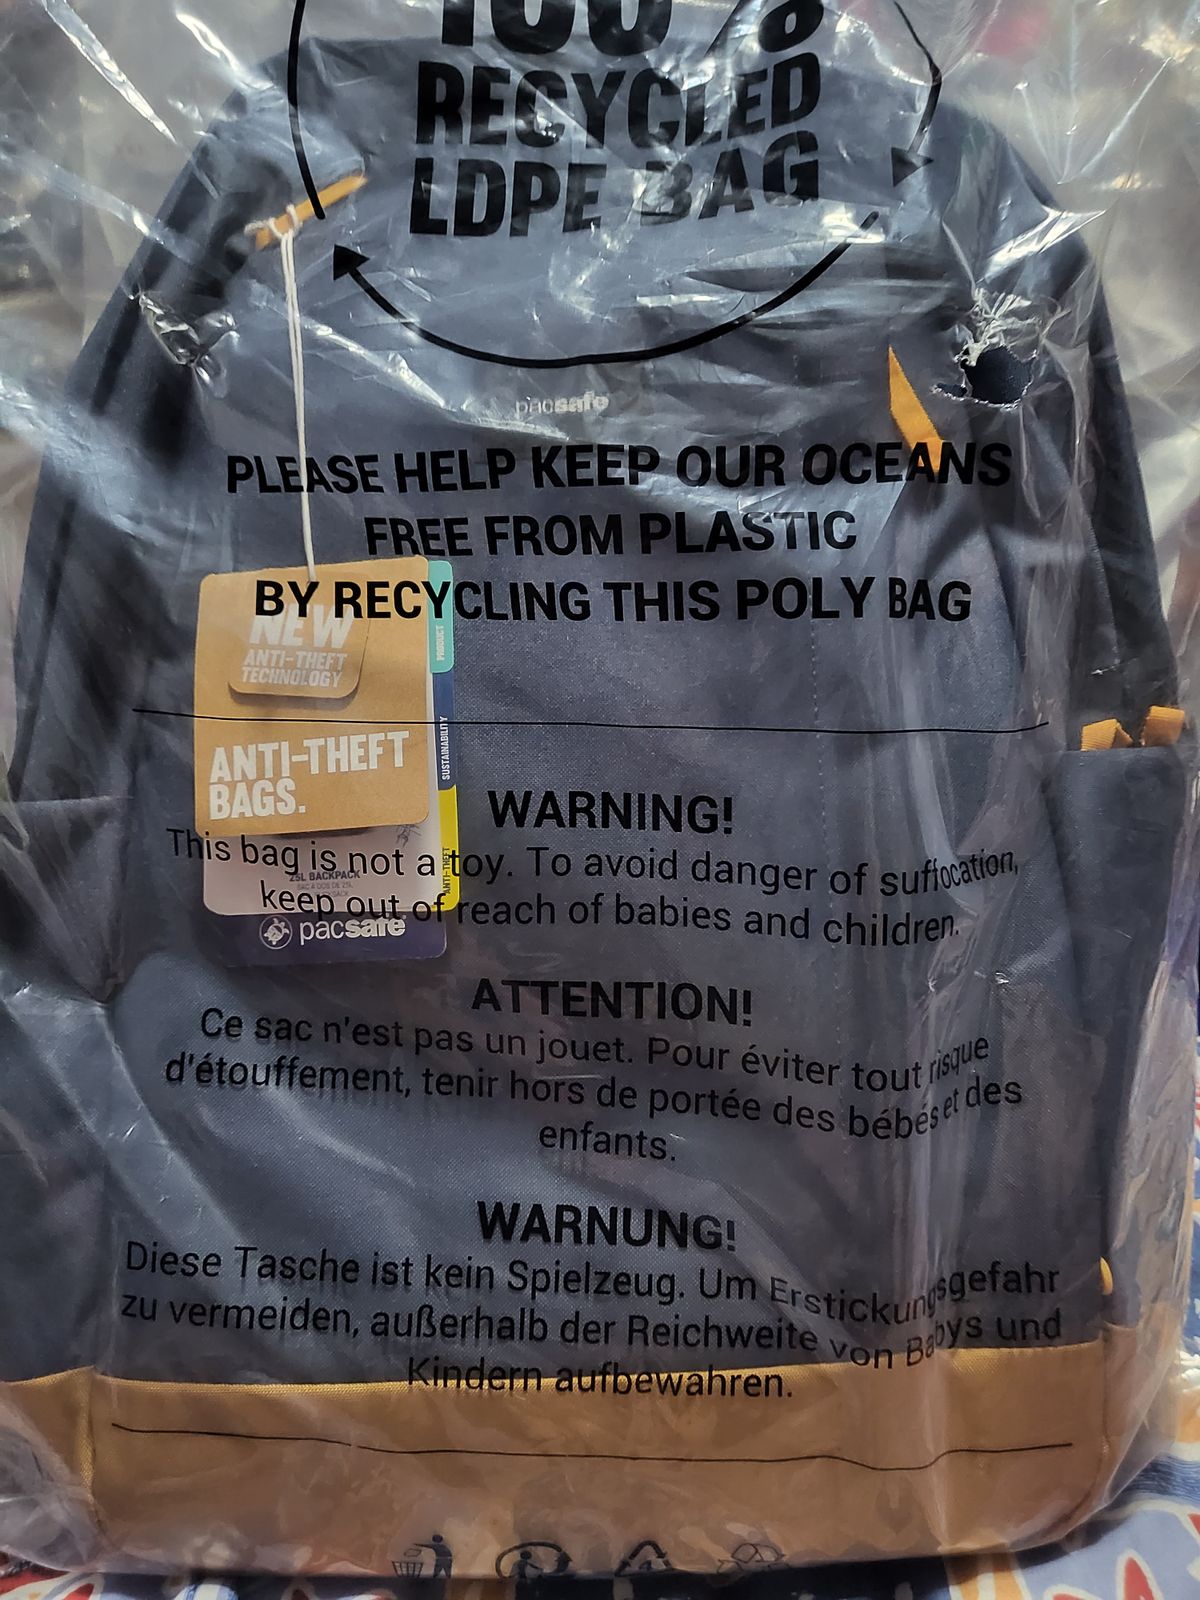 100%
RECYCLED
LDPE BAG
pacsafe
PLEASE HELP KEEP OUR OCEANS
FREE FROM PLASTIC
BY RECYCLING THIS POLY BAG
NEW
ANTI-THEFT
TECHNOLOGY
PRODUCT
SUSTAINABILITY
ANTI-THEFT
BAGS.
ANTI-THEFT
25L BACKPACK
pacsafe
WARNING!
This bag is not a toy. To avoid danger of suffocation,
keep out of reach of babies and children.
ATTENTION!
Ce sac n'est pas un jouet. Pour éviter tout risque
d'étouffement, tenir hors de portée des bébés et des
enfants.
WARNUNG!
Diese Tasche ist kein Spielzeug. Um Erstickungsgefahr
zu vermeiden, außerhalb der Reichweite von Babys und
Kindern aufbewahren.